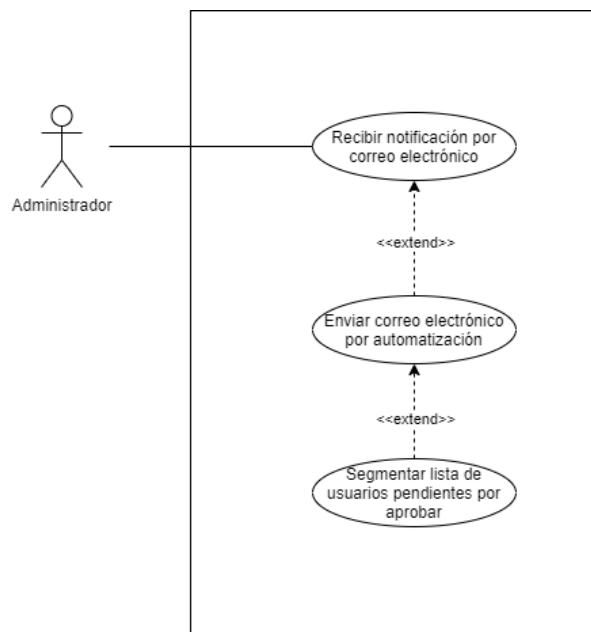 Recibir notificación por
correo electrónico
Administrador
<<extend>>
Enviar correo electrónico
por automatización
<<extend>>
Segmentar lista de
usuarios pendientes por
aprobar